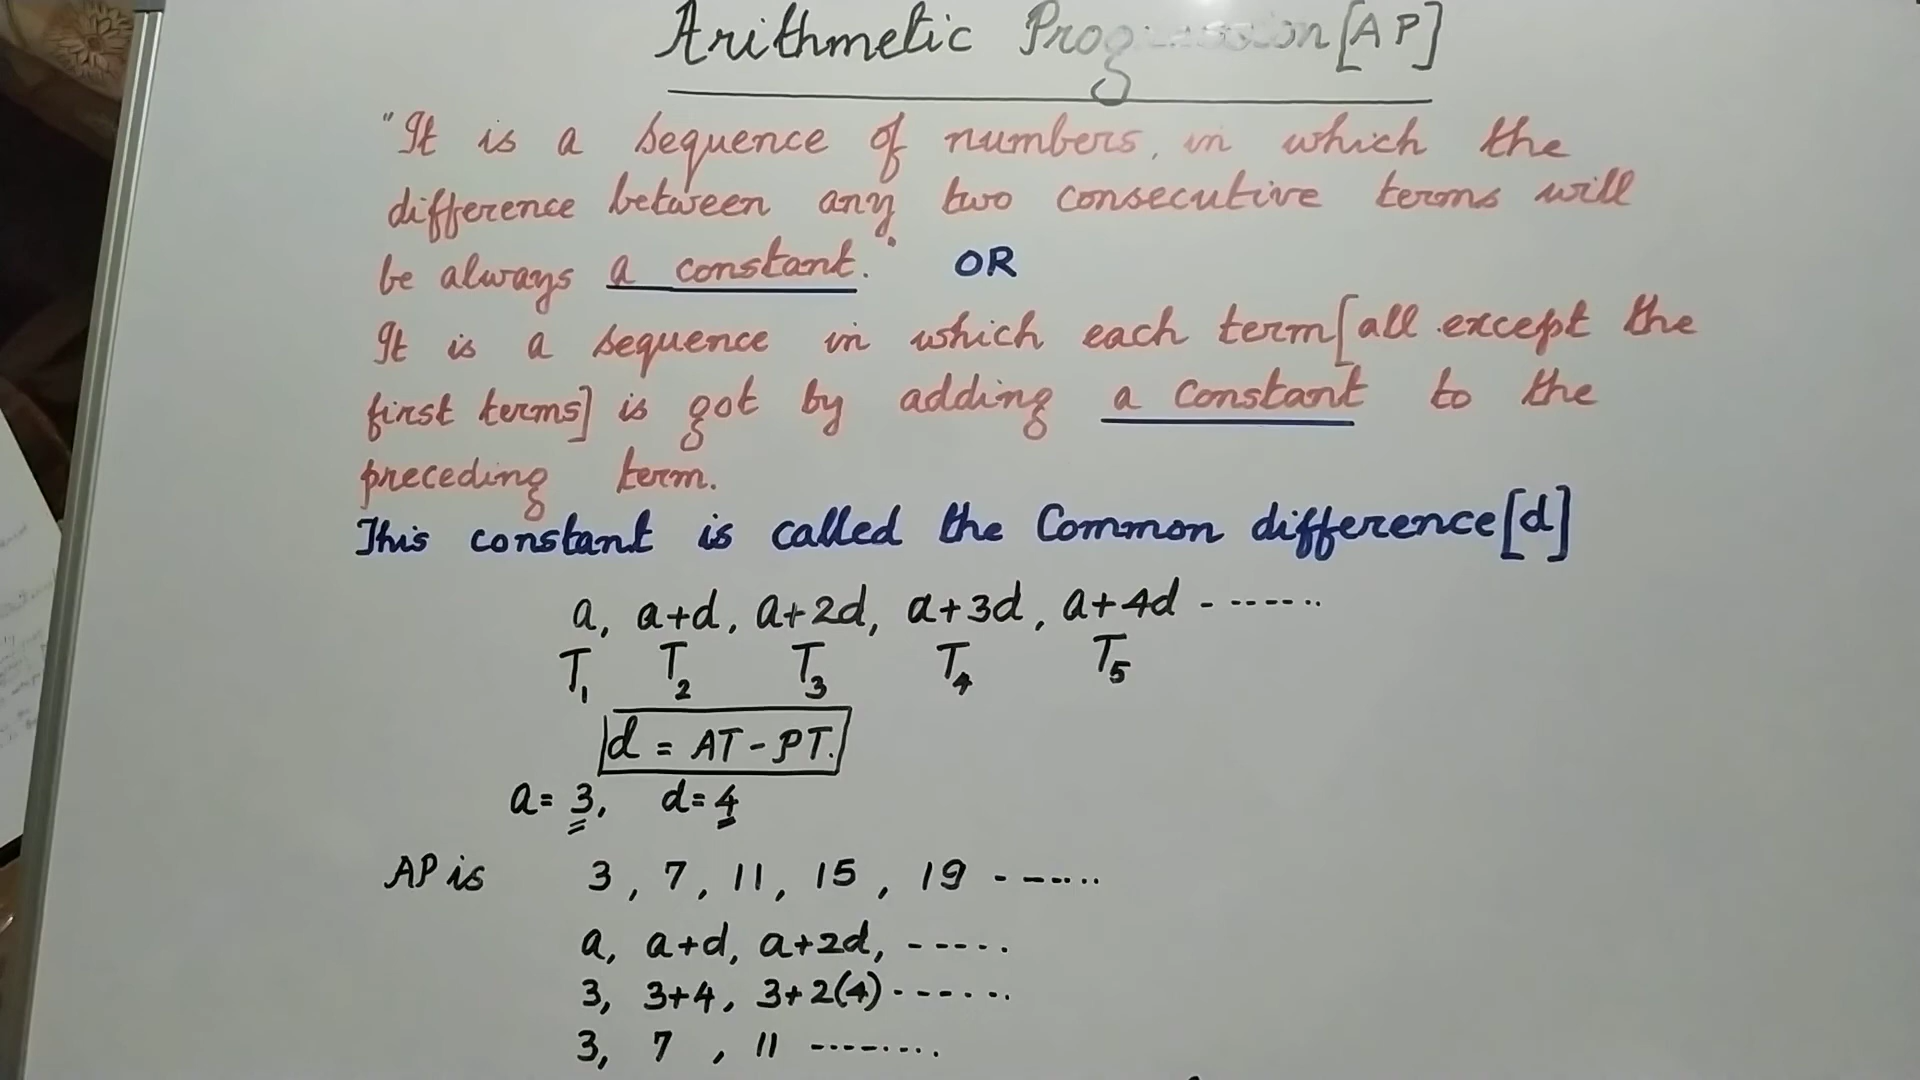 Arithmetic Progression [AP]
"It is a sequence of numbers, in which the
difference between any two consecutive terms will
be always a constant." OR
It is a sequence in which each term [all except the
first terms] is got by adding a constant to the
preceding term.
This constant is called the Common difference [d]
a, a+d, a+2d, a+3d, a+4d -------
T₁ T₂ T₃ T₄ T₅
d = AT - PT.
a = 3, d = 4
AP is 3, 7, 11, 15, 19 ------
a, a+d, a+2d, -----
3, 3+4, 3+2(4) ------
3, 7, 11 --------